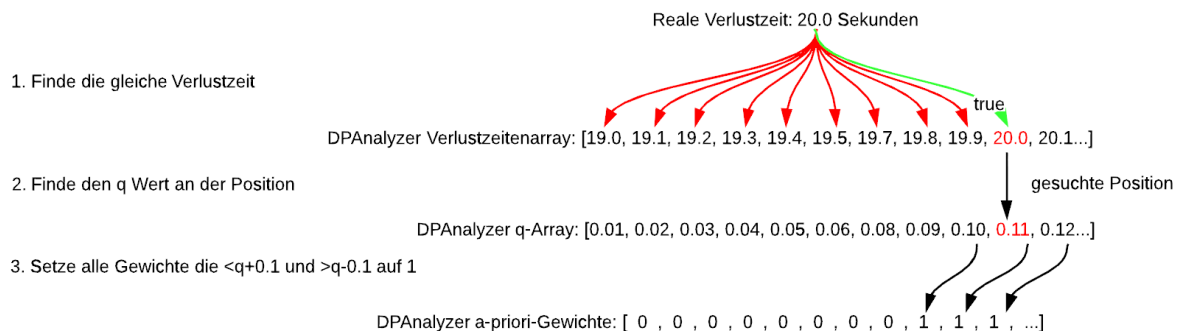 Reale Verlustzeit: 20.0 Sekunden
1. Finde die gleiche Verlustzeit
true
DPAnalyzer Verlustzeitenarray: [19.0, 19.1, 19.2, 19.3, 19.4, 19.5, 19.7, 19.8, 19.9, 20.0, 20.1...]
2. Finde den q Wert an der Position
gesuchte Position
DPAnalyzer q-Array: [0.01, 0.02, 0.03, 0.04, 0.05, 0.06, 0.08, 0.09, 0.10, 0.11, 0.12...]
3. Setze alle Gewichte die <q+0.1 und >q-0.1 auf 1
DPAnalyzer a-priori-Gewichte: [ 0 , 0 , 0 , 0 , 0 , 0 , 0 , 1 , 1 , 1 , ...]